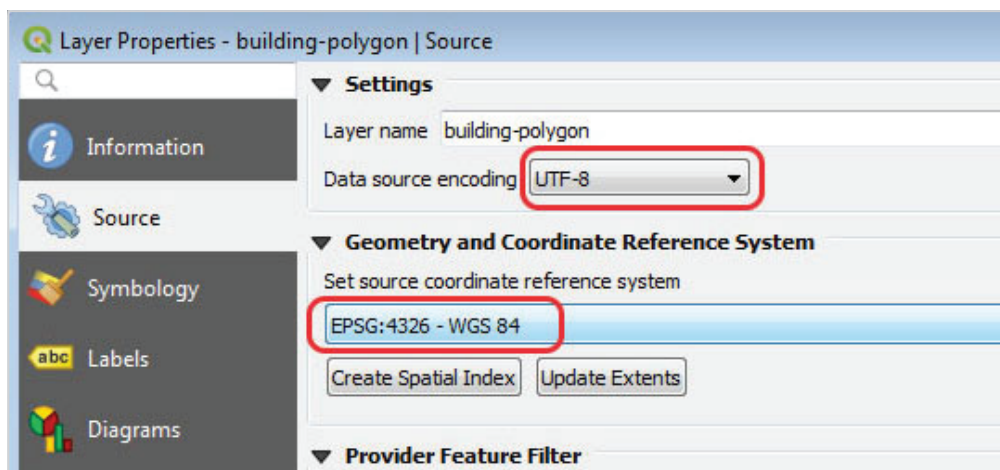 Layer Properties - building-polygon | Source
Information
Source
Symbology
abc Labels
Diagrams
Settings
Layer name building-polygon
Data source encoding UTF-8
Geometry and Coordinate Reference System
Set source coordinate reference system
EPSG:4326 - WGS 84
Create Spatial Index Update Extents
Provider Feature Filter